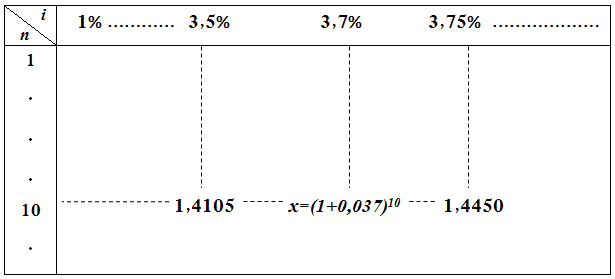 i
1% ............ 3,5% 3,7% 3,75% ...................
n
1
.
.
.
10 1,4105 x=(1+0,037)¹⁰ 1,4450
.